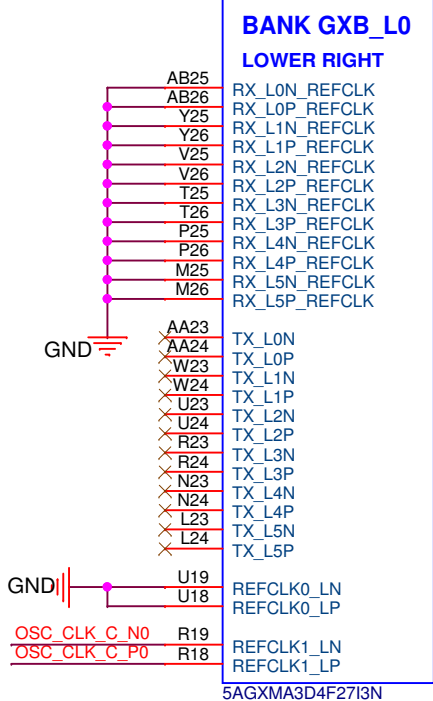 BANK GXB_L0
LOWER RIGHT
AB25 RX_L0N_REFCLK
AB26 RX_L0P_REFCLK
Y25 RX_L1N_REFCLK
Y26 RX_L1P_REFCLK
V25 RX_L2N_REFCLK
V26 RX_L2P_REFCLK
T25 RX_L3N_REFCLK
T26 RX_L3P_REFCLK
P25 RX_L4N_REFCLK
P26 RX_L4P_REFCLK
M25 RX_L5N_REFCLK
M26 RX_L5P_REFCLK
GND
AA23 TX_L0N
AA24 TX_L0P
W23 TX_L1N
W24 TX_L1P
U23 TX_L2N
U24 TX_L2P
R23 TX_L3N
R24 TX_L3P
N23 TX_L4N
N24 TX_L4P
L23 TX_L5N
L24 TX_L5P
GND
U19 REFCLK0_LN
U18 REFCLK0_LP
OSC_CLK_C_N0 R19 REFCLK1_LN
OSC_CLK_C_P0 R18 REFCLK1_LP
5AGXMA3D4F27I3N